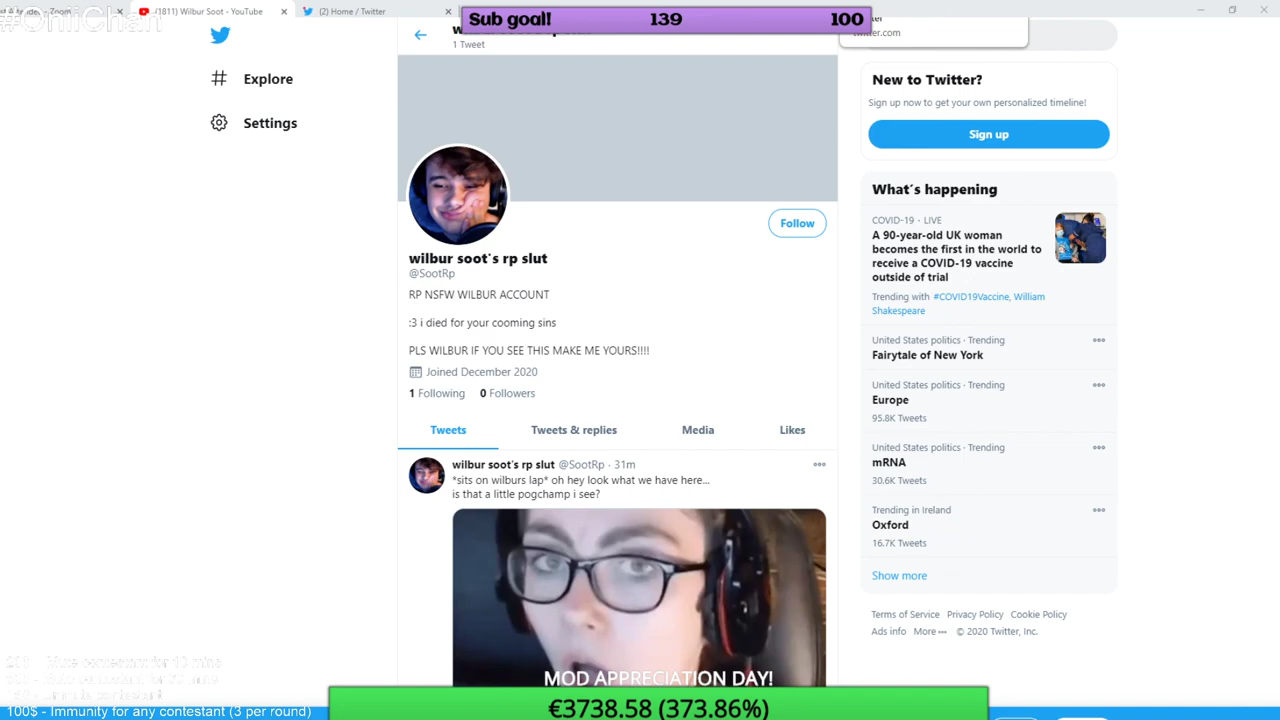 #OniiChan
(1811) Wilbur Soot - YouTube
(2) Home / Twitter
Sub goal! 139 100
1 Tweet
twitter.com
Explore
Settings
New to Twitter?
Sign up now to get your own personalized timeline!
Sign up
Follow
wilbur soot's rp slut
@SootRp
RP NSFW WILBUR ACCOUNT
:3 i died for your cooming sins
PLS WILBUR IF YOU SEE THIS MAKE ME YOURS!!!!
Joined December 2020
1 Following 0 Followers
Tweets Tweets & replies Media Likes
wilbur soot's rp slut @SootRp · 31m
*sits on wilburs lap* oh hey look what we have here...
is that a little pogchamp i see?
MOD APPRECIATION DAY!
What's happening
COVID-19 · LIVE
A 90-year-old UK woman
becomes the first in the world to
receive a COVID-19 vaccine
outside of trial
Trending with #COVID19Vaccine, William
Shakespeare
United States politics · Trending
Fairytale of New York
United States politics · Trending
Europe
95.8K Tweets
United States politics · Trending
mRNA
30.6K Tweets
Trending in Ireland
Oxford
16.7K Tweets
Show more
Terms of Service Privacy Policy Cookie Policy
Ads info More ••• © 2020 Twitter, Inc.
100$ - Immunity for any contestant (3 per round)
€3738.58 (373.86%)